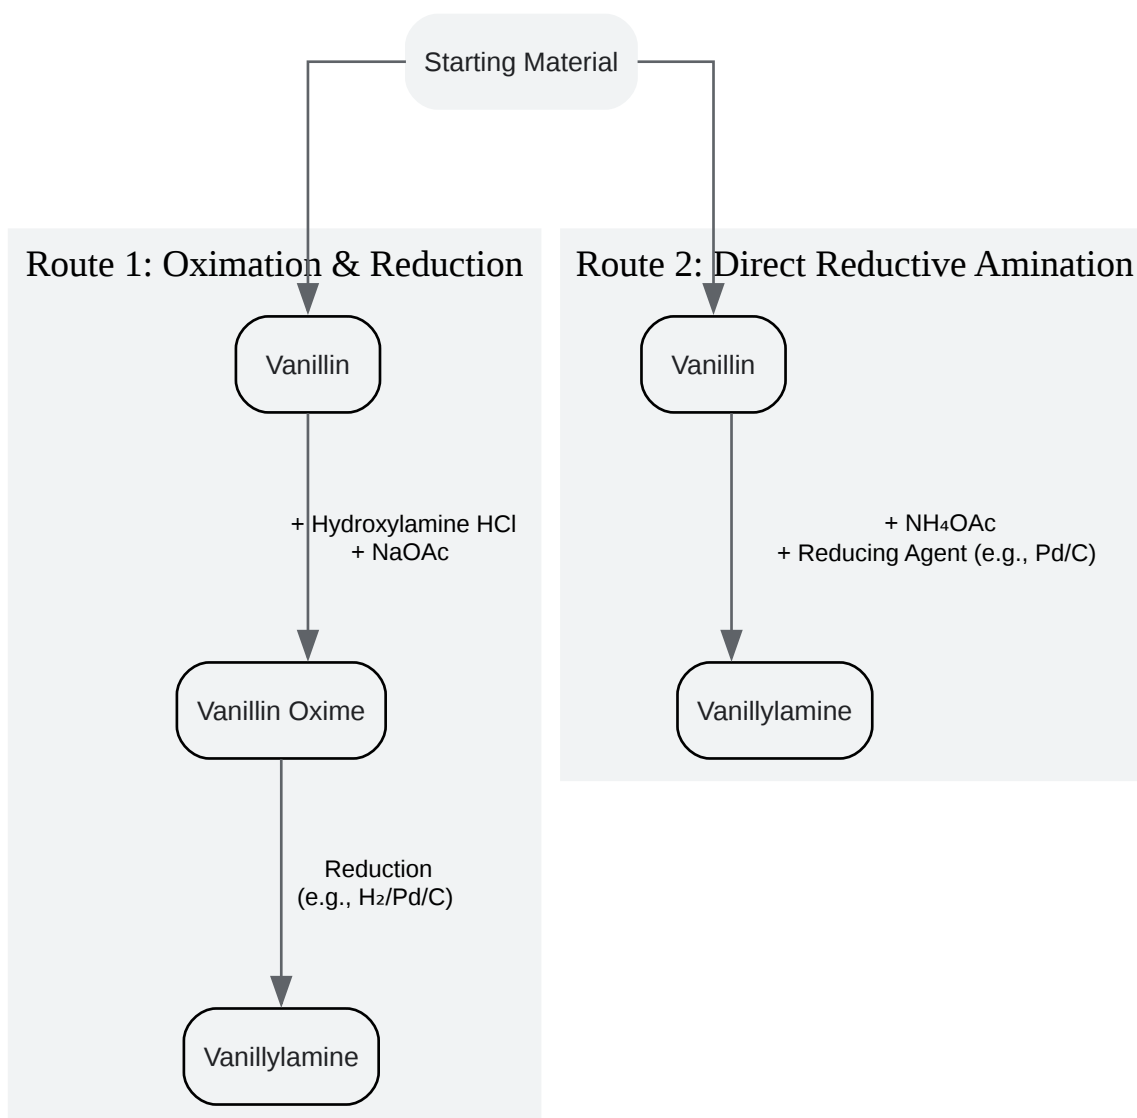 Starting Material
Route 1: Oximation & Reduction
Vanillin
+ Hydroxylamine HCl
+ NaOAc
Vanillin Oxime
Reduction
(e.g., H₂/Pd/C)
Vanillylamine
Route 2: Direct Reductive Amination
Vanillin
+ NH₄OAc
+ Reducing Agent (e.g., Pd/C)
Vanillylamine